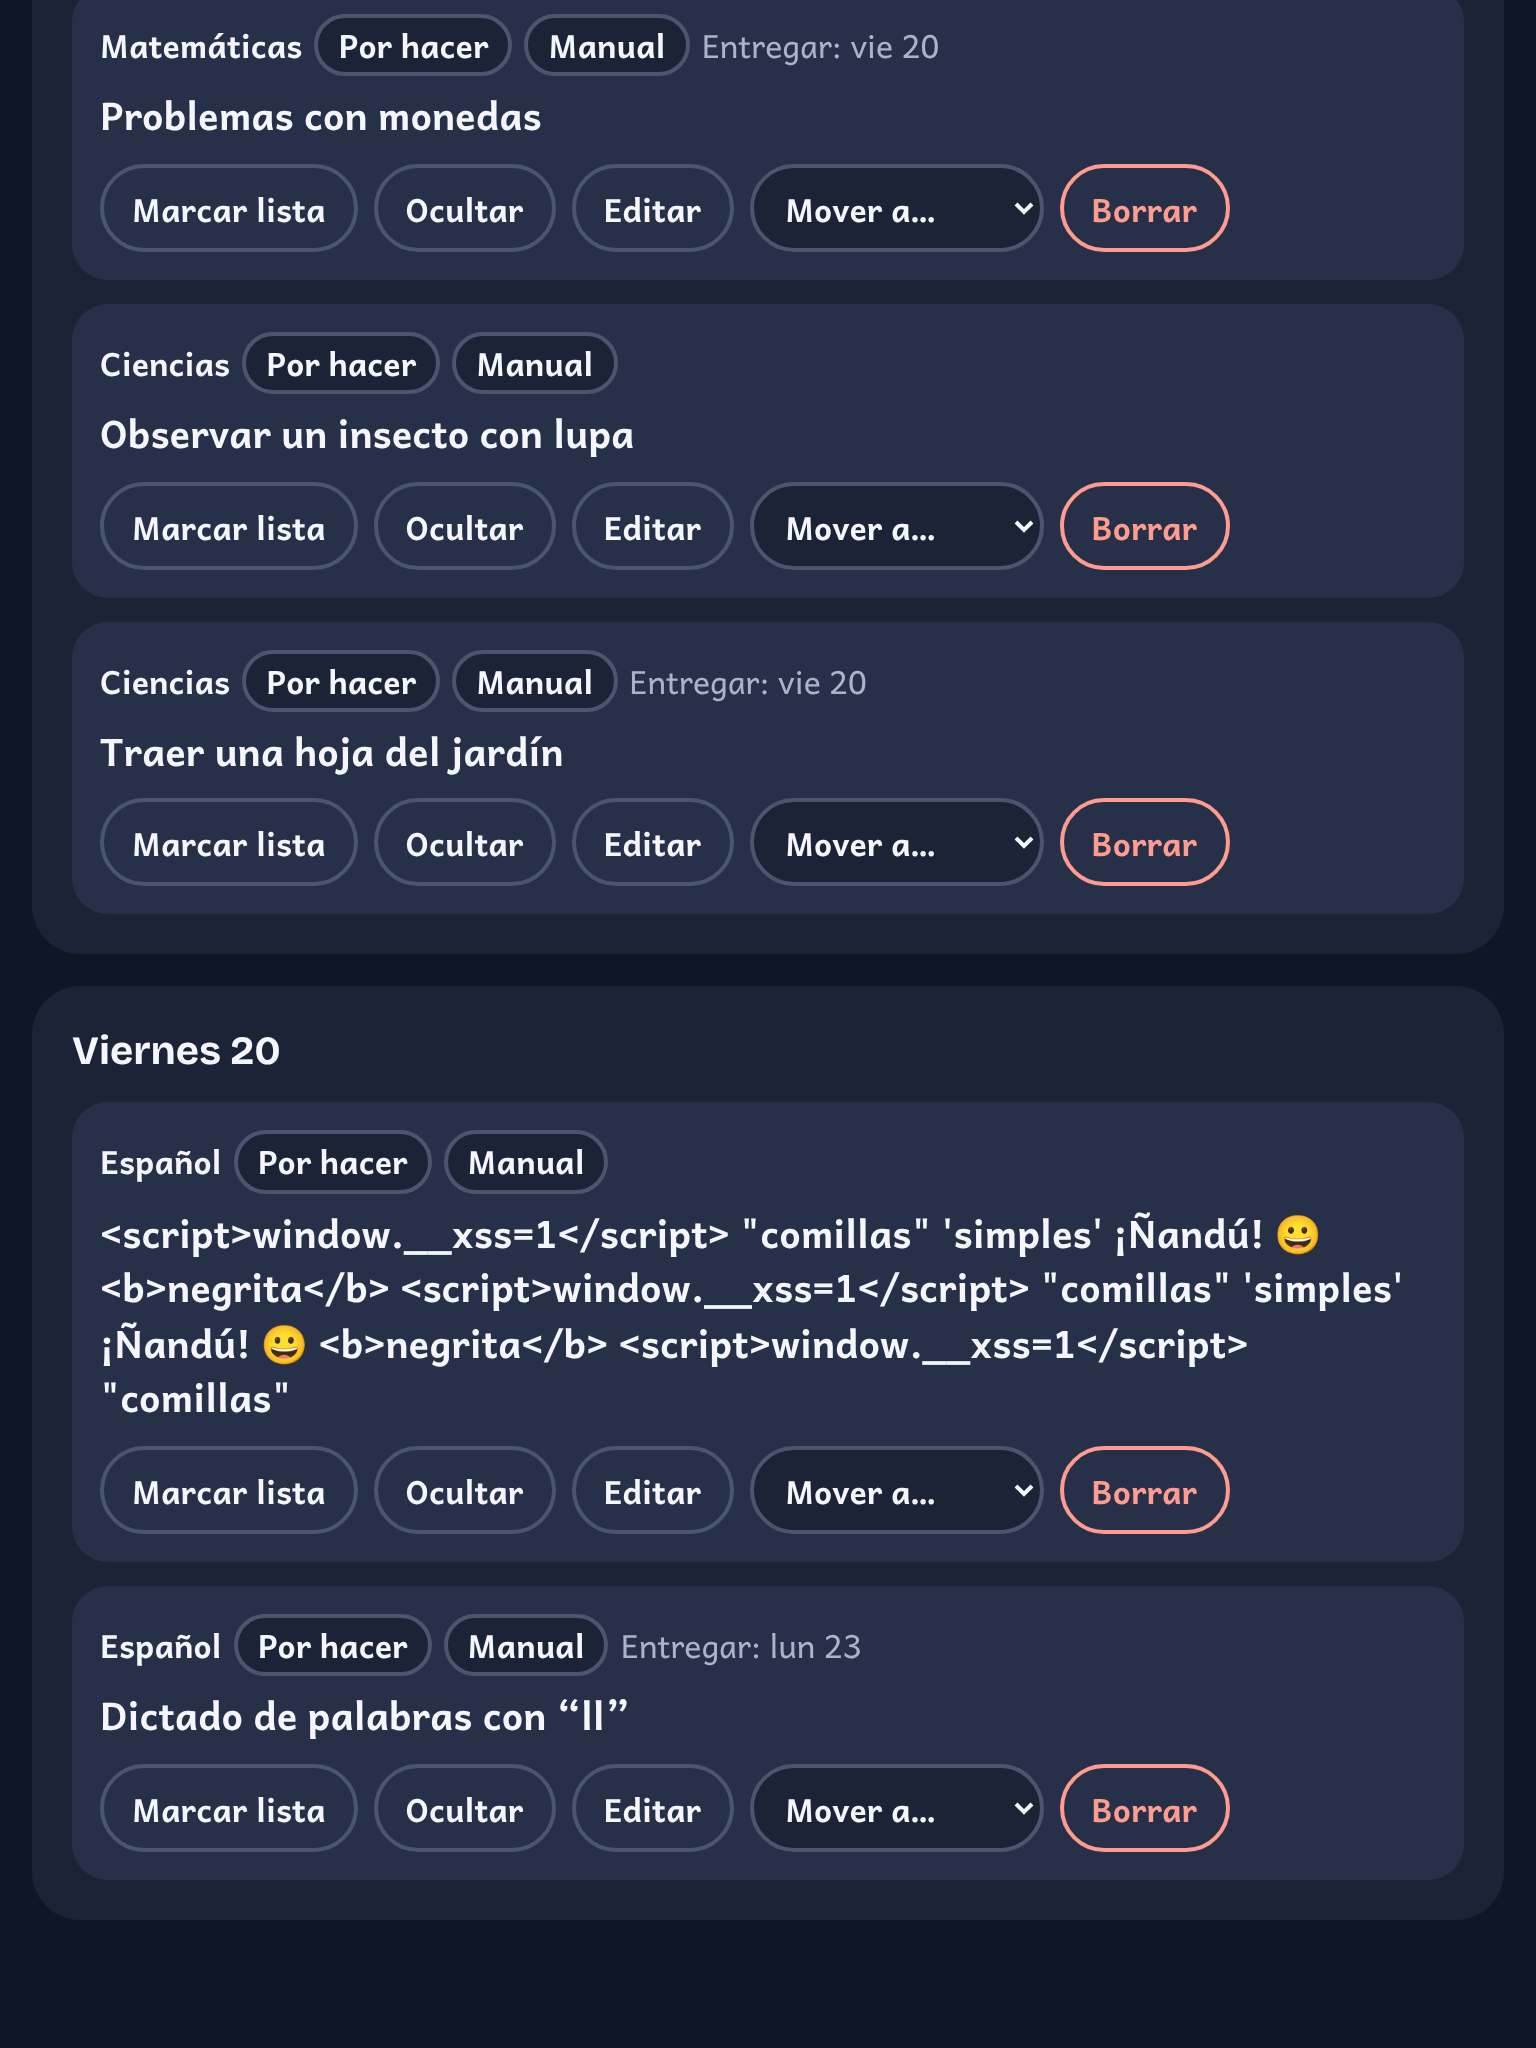 Matemáticas Por hacer Manual Entregar: vie 20
Problemas con monedas
Marcar lista Ocultar Editar Mover a... Borrar
Ciencias Por hacer Manual
Observar un insecto con lupa
Marcar lista Ocultar Editar Mover a... Borrar
Ciencias Por hacer Manual Entregar: vie 20
Traer una hoja del jardín
Marcar lista Ocultar Editar Mover a... Borrar
Viernes 20
Español Por hacer Manual
<script>window.__xss=1</script> "comillas" 'simples' ¡Ñandú! 😀
<b>negrita</b> <script>window.__xss=1</script> "comillas" 'simples'
¡Ñandú! 😀 <b>negrita</b> <script>window.__xss=1</script>
"comillas"
Marcar lista Ocultar Editar Mover a... Borrar
Español Por hacer Manual Entregar: lun 23
Dictado de palabras con “ll”
Marcar lista Ocultar Editar Mover a... Borrar